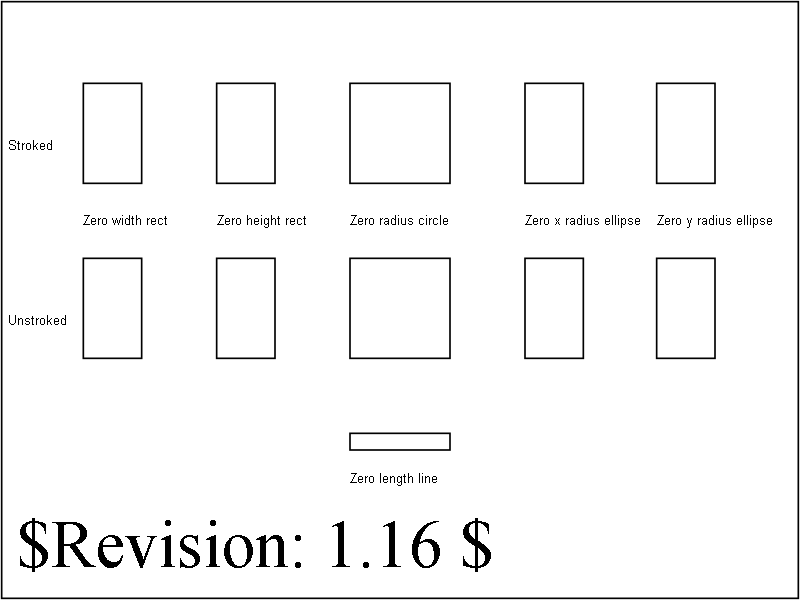 Stroked
Zero width rect
Zero height rect
Zero radius circle
Zero x radius ellipse
Zero y radius ellipse
Unstroked
Zero length line
$Revision: 1.16 $